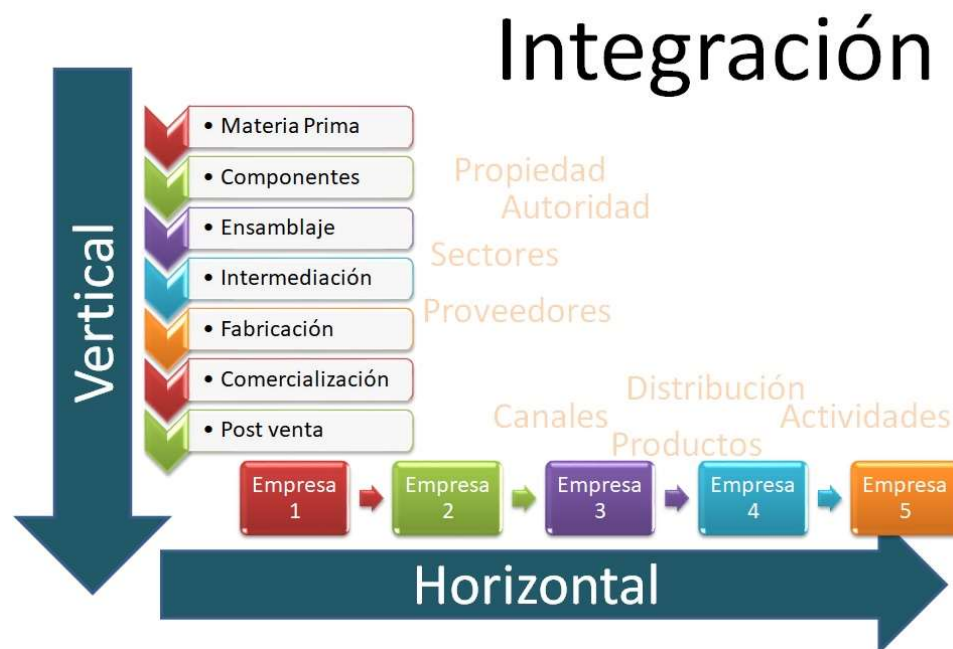 Integración
Vertical
• Materia Prima
• Componentes
• Ensamblaje
• Intermediación
• Fabricación
• Comercialización
• Post venta
Propiedad
Autoridad
Sectores
Proveedores
Distribución
Canales
Actividades
Productos
Empresa
1
Empresa
2
Empresa
3
Empresa
4
Empresa
5
Horizontal